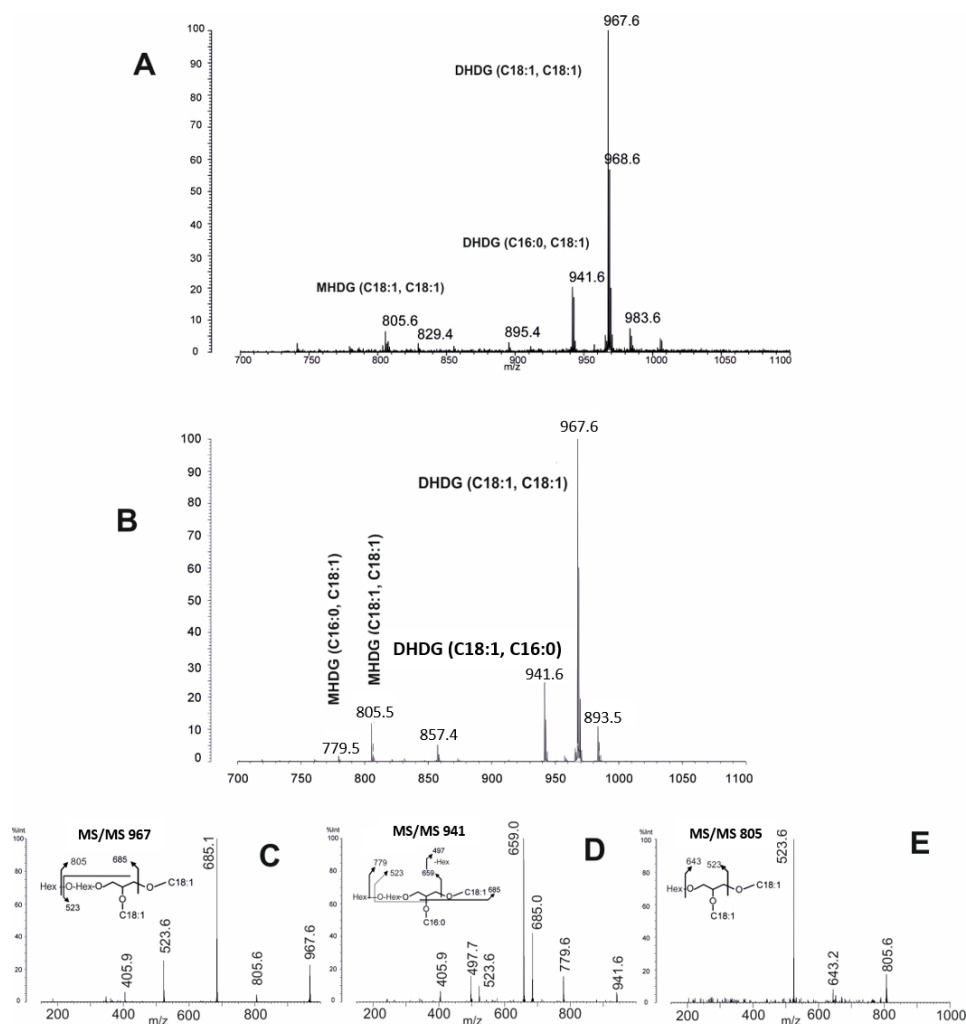 A
100
90
80
70
60
50
40
30
20
10
0
DHDG (C18:1, C18:1)
967.6
968.6
DHDG (C16:0, C18:1)
941.6
MHDG (C18:1, C18:1)
805.6
829.4
895.4
983.6
700 750 800 850 900 950 1000 1050 1100
m/z
B
100
90
80
70
60
50
40
30
20
10
0
967.6
DHDG (C18:1, C18:1)
MHDG (C16:0, C18:1)
MHDG (C18:1, C18:1)
DHDG (C18:1, C16:0)
941.6
805.5
779.5
857.4
893.5
700 750 800 850 900 950 1000 1050 1100
%Int
MS/MS 967
C
100
80
60
40
20
0
805
685
Hex-O-Hex-O
O
C18:1
O
C18:1
523
405.9
523.6
685.1
805.6
967.6
200 400 600 800
m/z
%Int
MS/MS 941
D
100
80
60
40
20
0
497
-Hex
779
523
659
Hex-O-Hex-O
O
C18:1
685
O
C16:0
405.9
497.7
523.6
659.0
685.0
779.6
941.6
200 400 600 800
m/z
%Int
MS/MS 805
E
100
80
60
40
20
0
643
523
Hex-O
O
C18:1
O
C18:1
523.6
643.2
805.6
200 400 600 800 1000
m/z